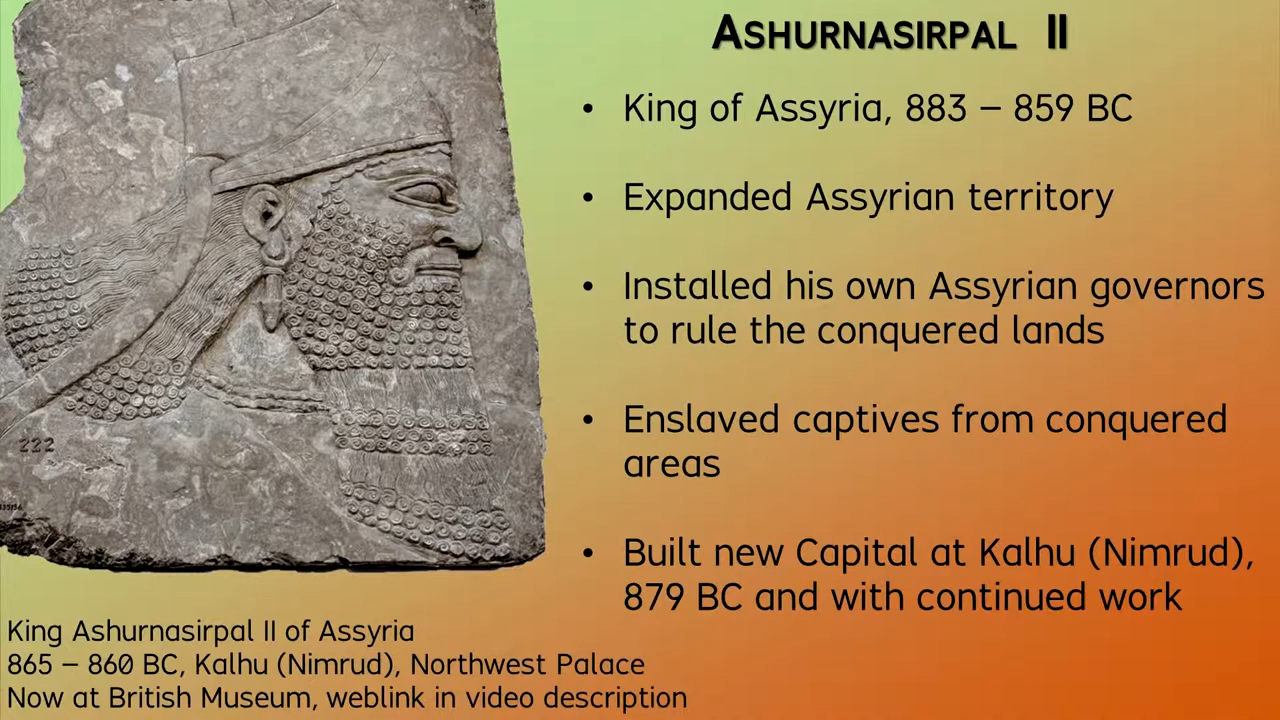 ASHURNASIRPAL II
• King of Assyria, 883 – 859 BC
• Expanded Assyrian territory
• Installed his own Assyrian governors
to rule the conquered lands
• Enslaved captives from conquered
areas
• Built new Capital at Kalhu (Nimrud),
879 BC and with continued work
222
King Ashurnasirpal II of Assyria
865 – 860 BC, Kalhu (Nimrud), Northwest Palace
Now at British Museum, weblink in video description